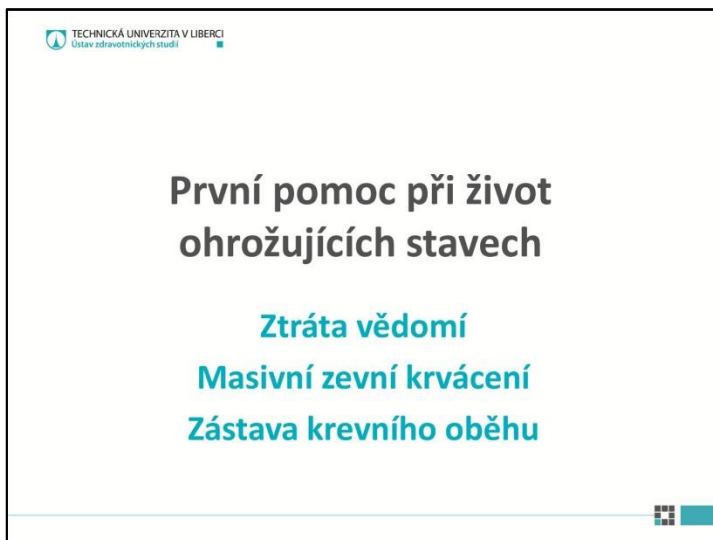 TECHNICKÁ UNIVERZITA V LIBERCI
Ústav zdravotnických studií
První pomoc při život
ohrožujících stavech
Ztráta vědomí
Masivní zevní krvácení
Zástava krevního oběhu